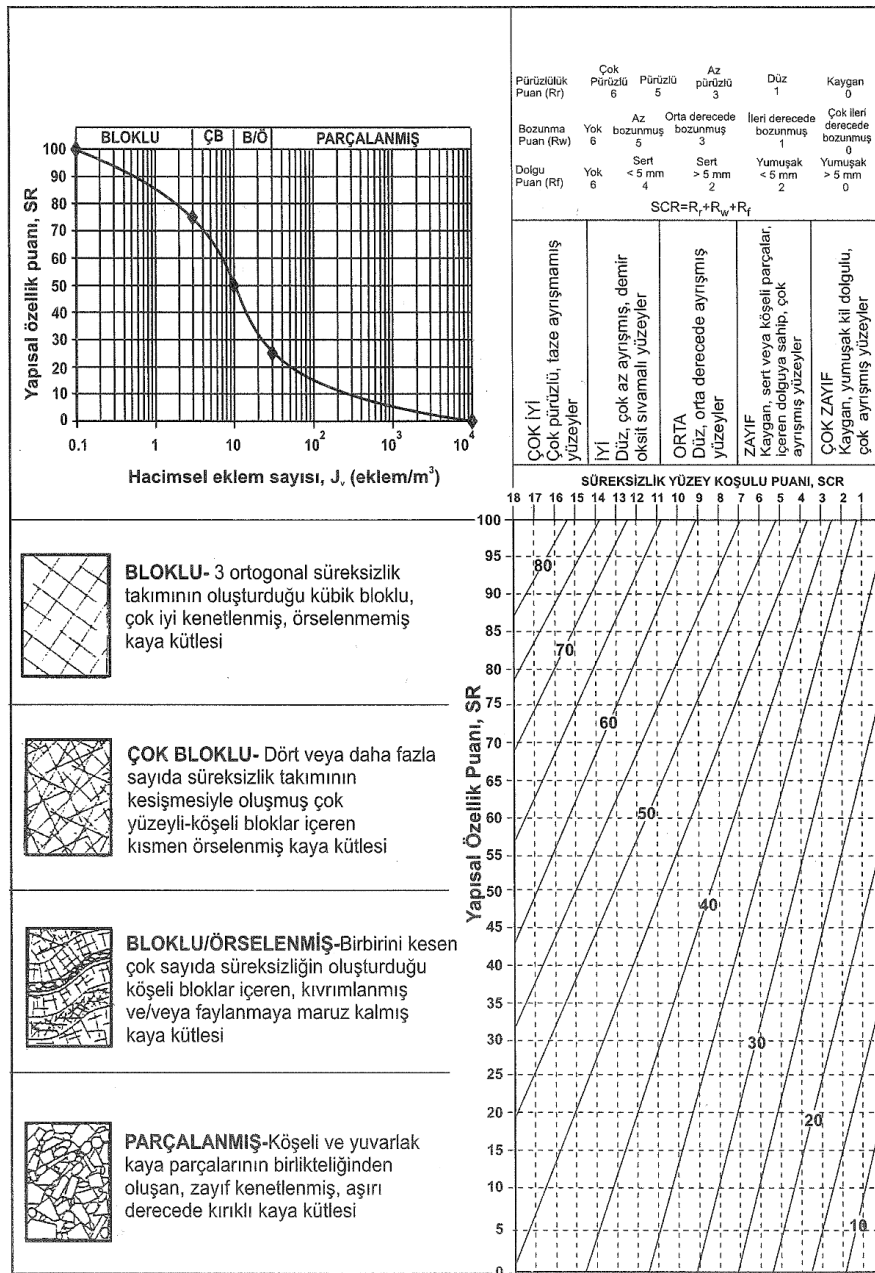 BLOKLU ÇB B/Ö PARÇALANMIŞ
100
90
80
70
60
50
40
30
20
10
0
Yapısal özellik puanı, SR
0.1 1 10 10² 10³ 10⁴
Hacimsel eklem sayısı, Jᵥ (eklem/m³)
Pürüzlülük Puan (Rr)
Çok Pürüzlü 6
Pürüzlü 5
Az pürüzlü 3
Düz 1
Kaygan 0
Bozunma Puan (Rw)
Yok 6
Az bozunmuş 5
Orta derecede bozunmuş 3
İleri derecede bozunmuş 1
Çok ileri derecede bozunmuş 0
Dolgu Puan (Rf)
Yok 6
Sert < 5 mm 4
Sert > 5 mm 2
Yumuşak < 5 mm 2
Yumuşak > 5 mm 0
SCR=Rr+Rw+Rf
ÇOK İYİ
Çok pürüzlü, taze ayrışmamış
yüzeyler
İYİ
Düz, çok az ayrışmış, demir
oksit sıvamalı yüzeyler
ORTA
Düz, orta derecede ayrışmış
yüzeyler
ZAYIF
Kaygan, sert veya köşeli parçalar,
içeren dolguya sahip, çok
ayrışmış yüzeyler
ÇOK ZAYIF
Kaygan, yumuşak kil dolgulu,
çok ayrışmış yüzeyler
SÜREKSİZLİK YÜZEY KOŞULU PUANI, SCR
18 17 16 15 14 13 12 11 10 9 8 7 6 5 4 3 2 1
100
95
90
85
80
75
70
65
60
55
50
45
40
35
30
25
20
15
10
5
0
Yapısal Özellik Puanı, SR
80
70
60
50
40
30
20
10
BLOKLU- 3 ortogonal süreksizlik
takımının oluşturduğu kübik bloklu,
çok iyi kenetlenmiş, örselenmemiş
kaya kütlesi
ÇOK BLOKLU- Dört veya daha fazla
sayıda süreksizlik takımının
kesişmesiyle oluşmuş çok
yüzeyli-köşeli bloklar içeren
kısmen örselenmiş kaya kütlesi
BLOKLU/ÖRSELENMİŞ-Birbirini kesen
çok sayıda süreksizliğin oluşturduğu
köşeli bloklar içeren, kıvrımlanmış
ve/veya faylanmaya maruz kalmış
kaya kütlesi
PARÇALANMIŞ-Köşeli ve yuvarlak
kaya parçalarının birlikteliğinden
oluşan, zayıf kenetlenmiş, aşırı
derecede kırıklı kaya kütlesi